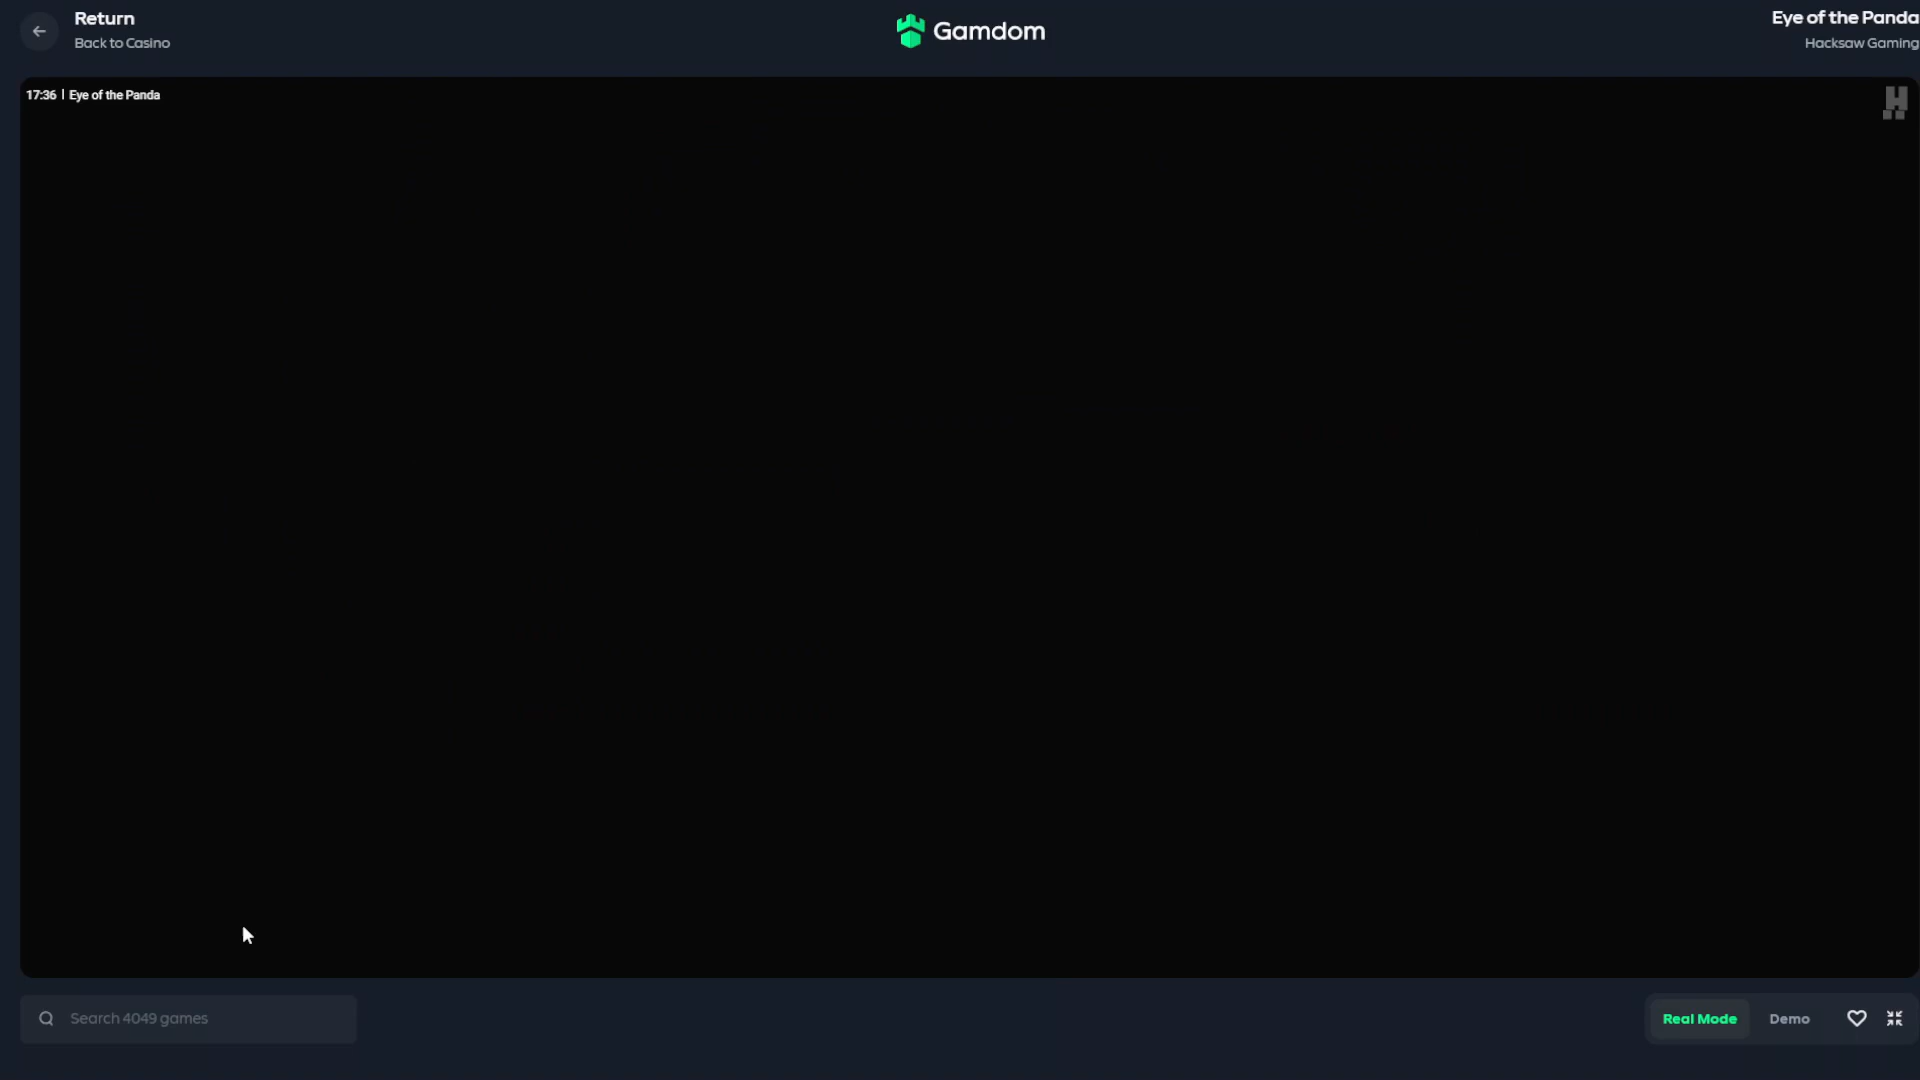 Return
Back to Casino
Gamdom
Eye of the Panda
Hacksaw Gaming
17:36 | Eye of the Panda
Search 4049 games
Real Mode
Demo